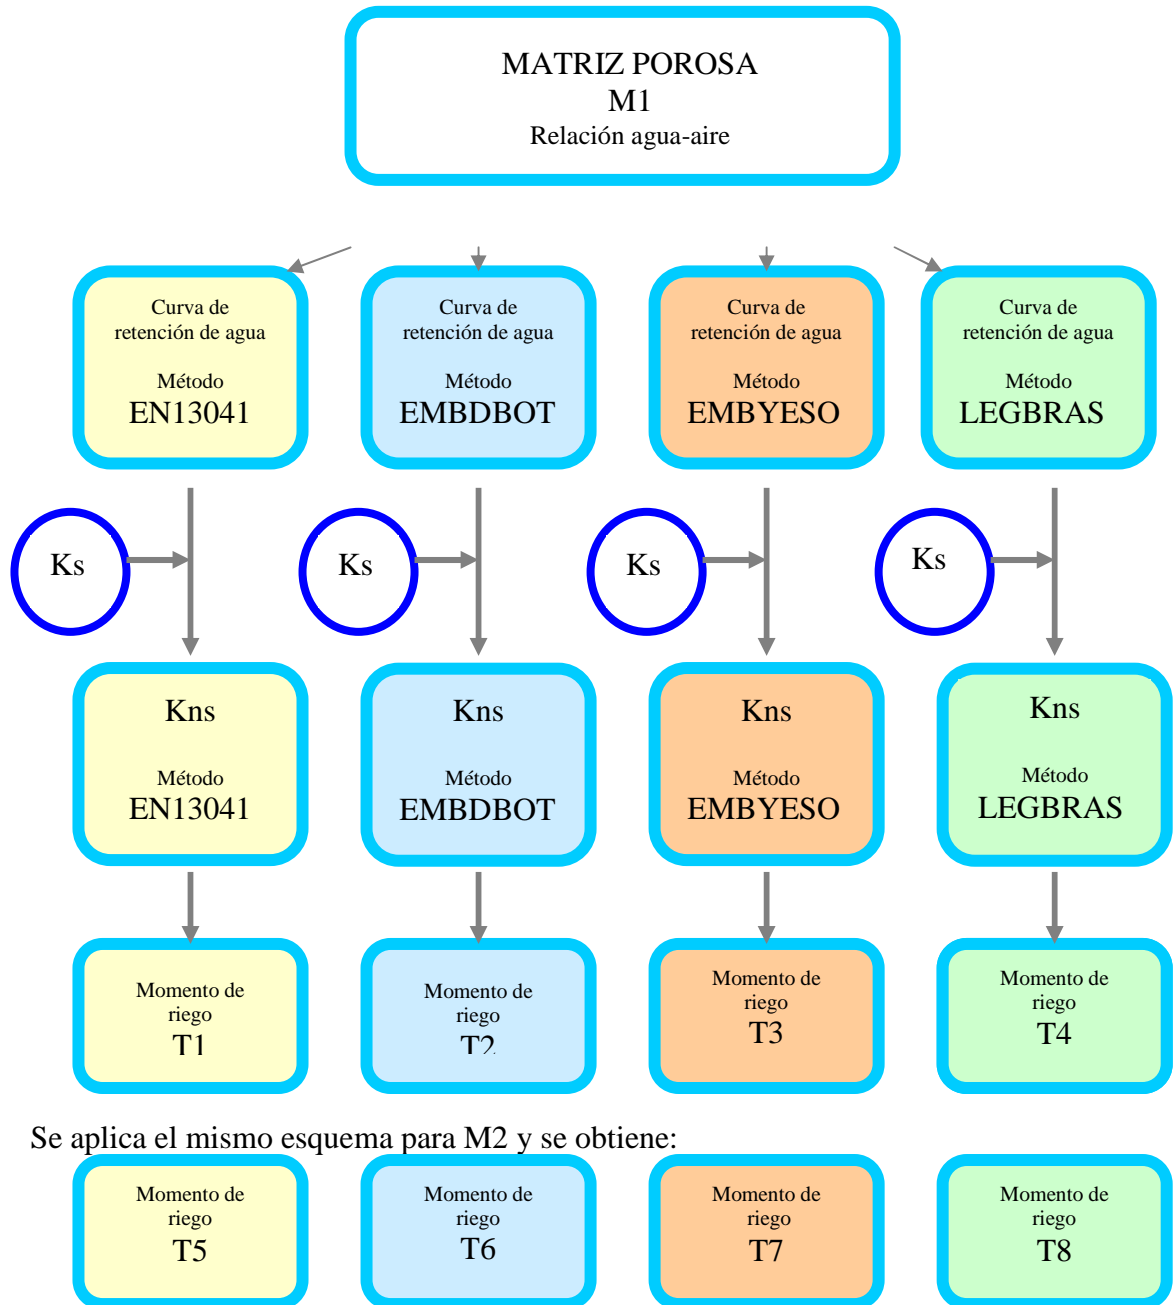 MATRIZ POROSA
M1
Relación agua-aire
Curva de
retención de agua
Método
EN13041
Curva de
retención de agua
Método
EMBDBOT
Curva de
retención de agua
Método
EMBYESO
Curva de
retención de agua
Método
LEGBRAS
Ks
Ks
Ks
Ks
Kns
Método
EN13041
Kns
Método
EMBDBOT
Kns
Método
EMBYESO
Kns
Método
LEGBRAS
Momento de
riego
T1
Momento de
riego
T2
Momento de
riego
T3
Momento de
riego
T4
Se aplica el mismo esquema para M2 y se obtiene:
Momento de
riego
T5
Momento de
riego
T6
Momento de
riego
T7
Momento de
riego
T8